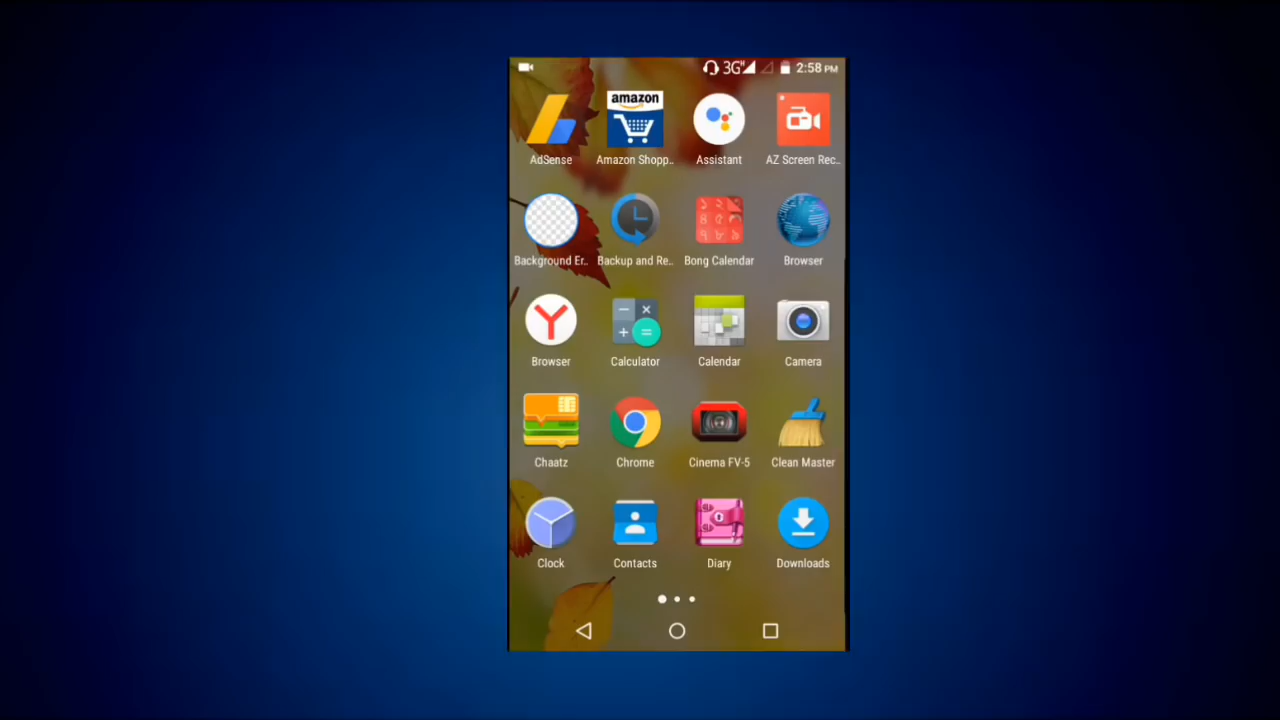 3G H 2:58 PM
amazon
AdSense Amazon Shopp.. Assistant AZ Screen Rec..
Background Er.. Backup and Re.. Bong Calendar Browser
Browser Calculator Calendar Camera
Chaatz Chrome Cinema FV-5 Clean Master
Clock Contacts Diary Downloads